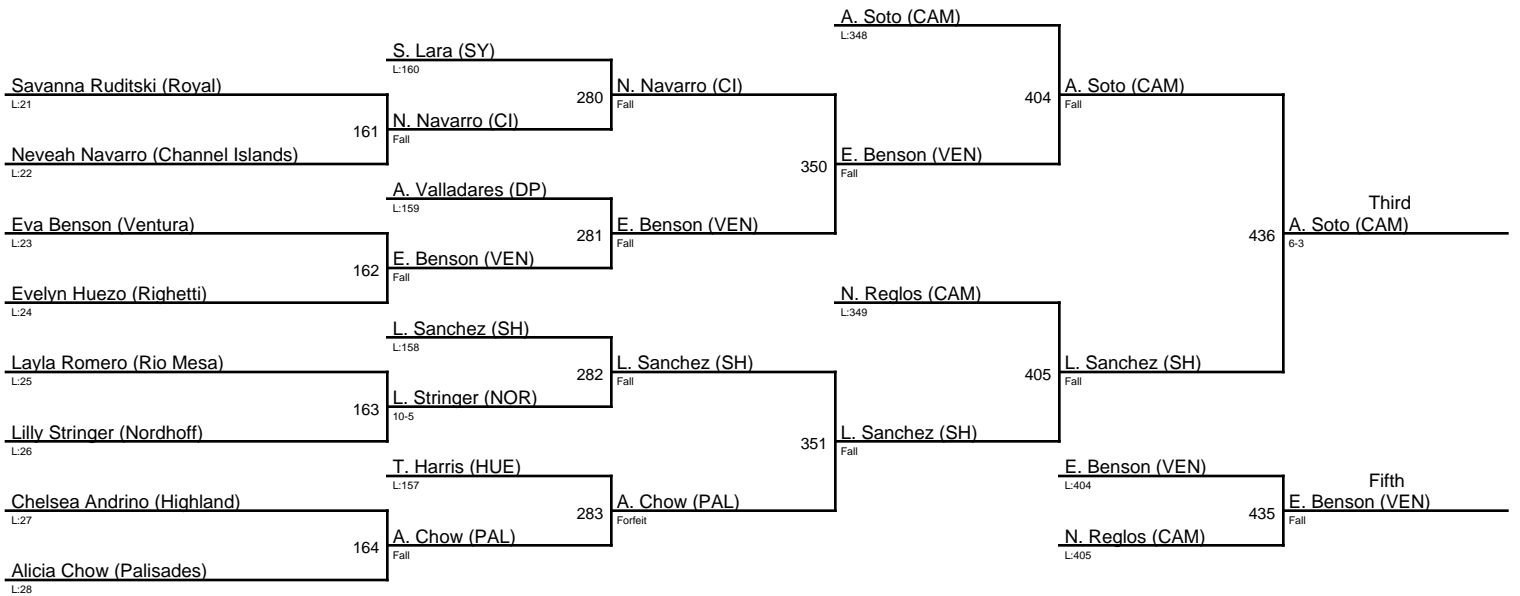 A. Soto (CAM)
L:348
S. Lara (SY)
L:160
Savanna Ruditski (Royal)
L:21
280
N. Navarro (CI)
Fall
404
A. Soto (CAM)
Fall
161
N. Navarro (CI)
Fall
Neveah Navarro (Channel Islands)
L:22
350
E. Benson (VEN)
Fall
A. Valladares (DP)
L:159
Third
Eva Benson (Ventura)
L:23
281
E. Benson (VEN)
Fall
436
A. Soto (CAM)
6-3
162
E. Benson (VEN)
Fall
Evelyn Huezo (Righetti)
L:24
N. Reglos (CAM)
L:349
L. Sanchez (SH)
L:158
Layla Romero (Rio Mesa)
L:25
282
L. Sanchez (SH)
Fall
405
L. Sanchez (SH)
Fall
163
L. Stringer (NOR)
10-5
Lilly Stringer (Nordhoff)
L:26
351
L. Sanchez (SH)
Fall
T. Harris (HUE)
L:157
E. Benson (VEN)
L:404
Fifth
Chelsea Andrino (Highland)
L:27
283
A. Chow (PAL)
Forfeit
435
E. Benson (VEN)
Fall
164
A. Chow (PAL)
Fall
N. Reglos (CAM)
L:405
Alicia Chow (Palisades)
L:28